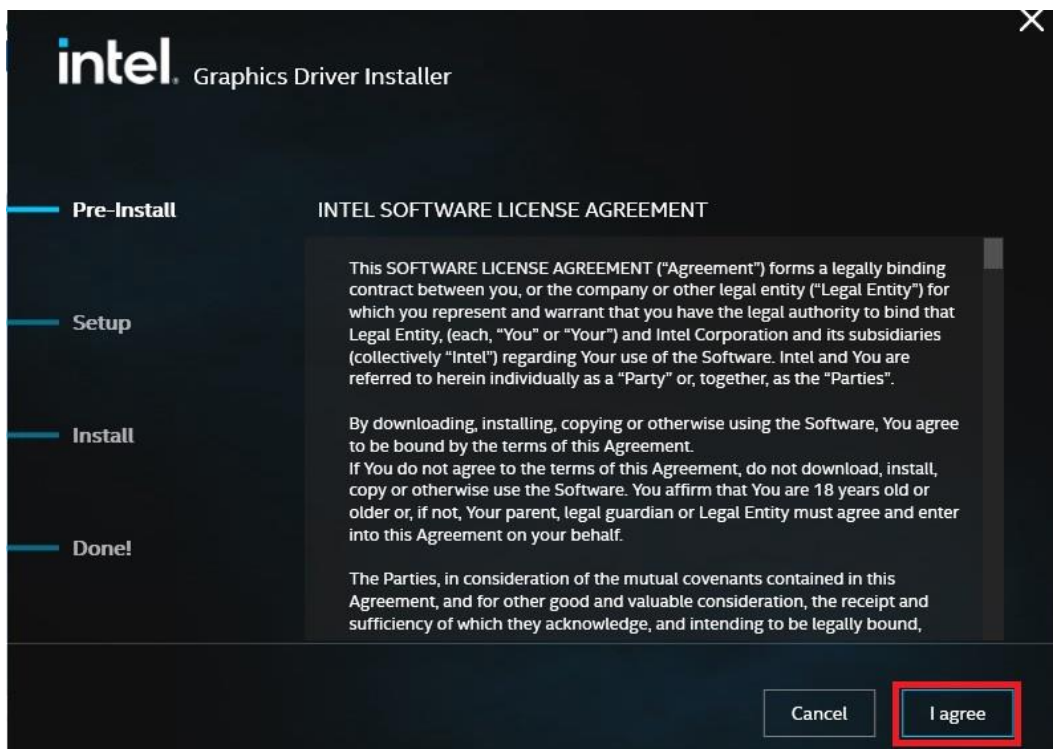 intel. Graphics Driver Installer
Pre-Install
Setup
Install
Done!
INTEL SOFTWARE LICENSE AGREEMENT
This SOFTWARE LICENSE AGREEMENT (“Agreement”) forms a legally binding
contract between you, or the company or other legal entity (“Legal Entity”) for
which you represent and warrant that you have the legal authority to bind that
Legal Entity, (each, “You” or “Your”) and Intel Corporation and its subsidiaries
(collectively “Intel”) regarding Your use of the Software. Intel and You are
referred to herein individually as a “Party” or, together, as the “Parties”.
By downloading, installing, copying or otherwise using the Software, You agree
to be bound by the terms of this Agreement.
If You do not agree to the terms of this Agreement, do not download, install,
copy or otherwise use the Software. You affirm that You are 18 years old or
older or, if not, Your parent, legal guardian or Legal Entity must agree and enter
into this Agreement on your behalf.
The Parties, in consideration of the mutual covenants contained in this
Agreement, and for other good and valuable consideration, the receipt and
sufficiency of which they acknowledge, and intending to be legally bound,
Cancel
I agree